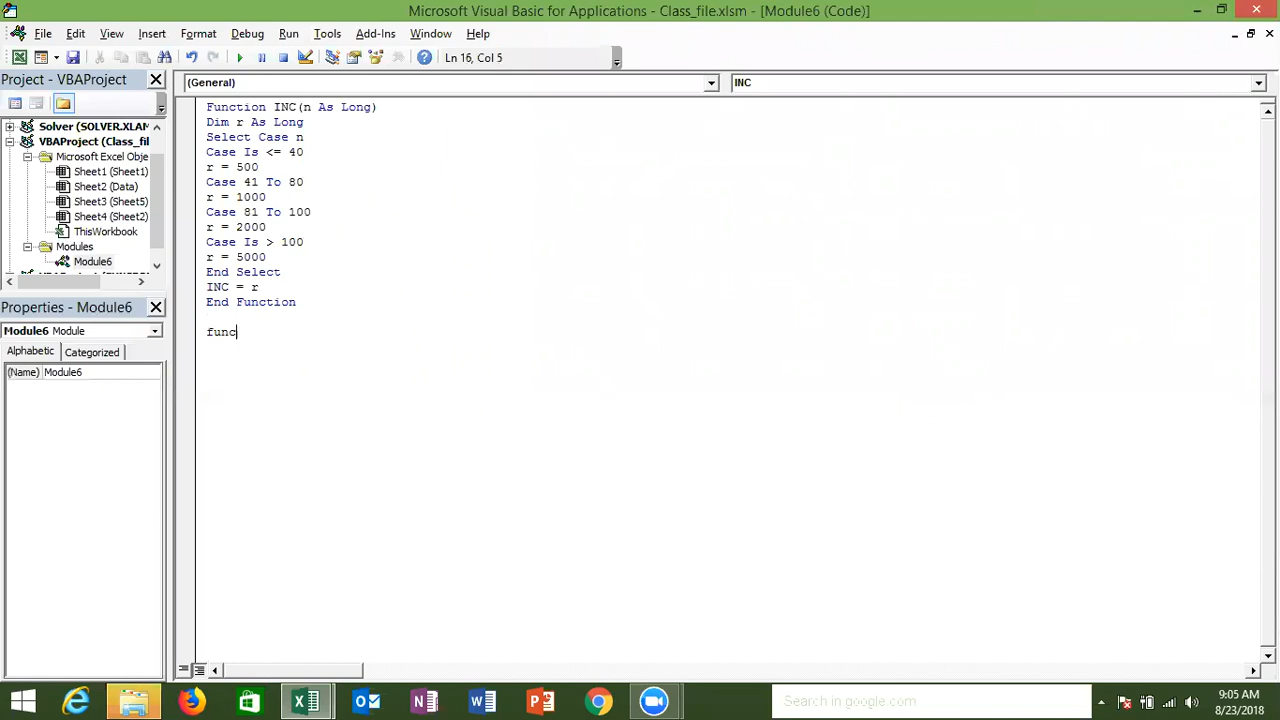 Microsoft Visual Basic for Applications - Class_file.xlsm - [Module6 (Code)]
File Edit View Insert Format Debug Run Tools Add-Ins Window Help
Ln 16, Col 5
Project - VBAProject
(General)
INC
Solver (SOLVER.XLAM
VBAProject (Class_fil
Microsoft Excel Obje
Sheet1 (Sheet1)
Sheet2 (Data)
Sheet3 (Sheet5)
Sheet4 (Sheet2)
ThisWorkbook
Modules
Module6
Properties - Module6
Module6 Module
Alphabetic Categorized
(Name) Module6
Function INC(n As Long)
Dim r As Long
Select Case n
Case Is <= 40
r = 500
Case 41 To 80
r = 1000
Case 81 To 100
r = 2000
Case Is > 100
r = 5000
End Select
INC = r
End Function
func
Search in google.com
9:05 AM
8/23/2018